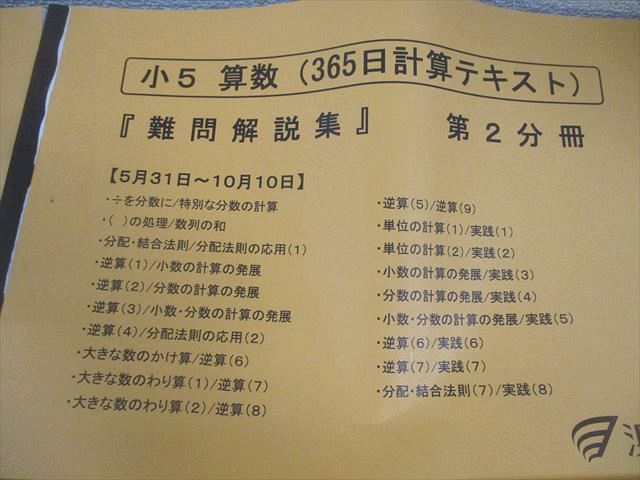 小5 算数(365日計算テキスト)
『難問解説集』 第2分冊
【5月31日～10月10日】
・÷を分数に/特別な分数の計算
・( )の処理/数列の和
・分配・結合法則/分配法則の応用(1)
・逆算(1)/小数の計算の発展
・逆算(2)/分数の計算の発展
・逆算(3)/小数・分数の計算の発展
・逆算(4)/分配法則の応用(2)
・大きな数のかけ算/逆算(6)
・大きな数のわり算(1)/逆算(7)
・大きな数のわり算(2)/逆算(8)
・逆算(5)/逆算(9)
・単位の計算(1)/実践(1)
・単位の計算(2)/実践(2)
・小数の計算の発展/実践(3)
・分数の計算の発展/実践(4)
・小数・分数の計算の発展/実践(5)
・逆算(6)/実践(6)
・逆算(7)/実践(7)
・分配・結合法則(7)/実践(8)